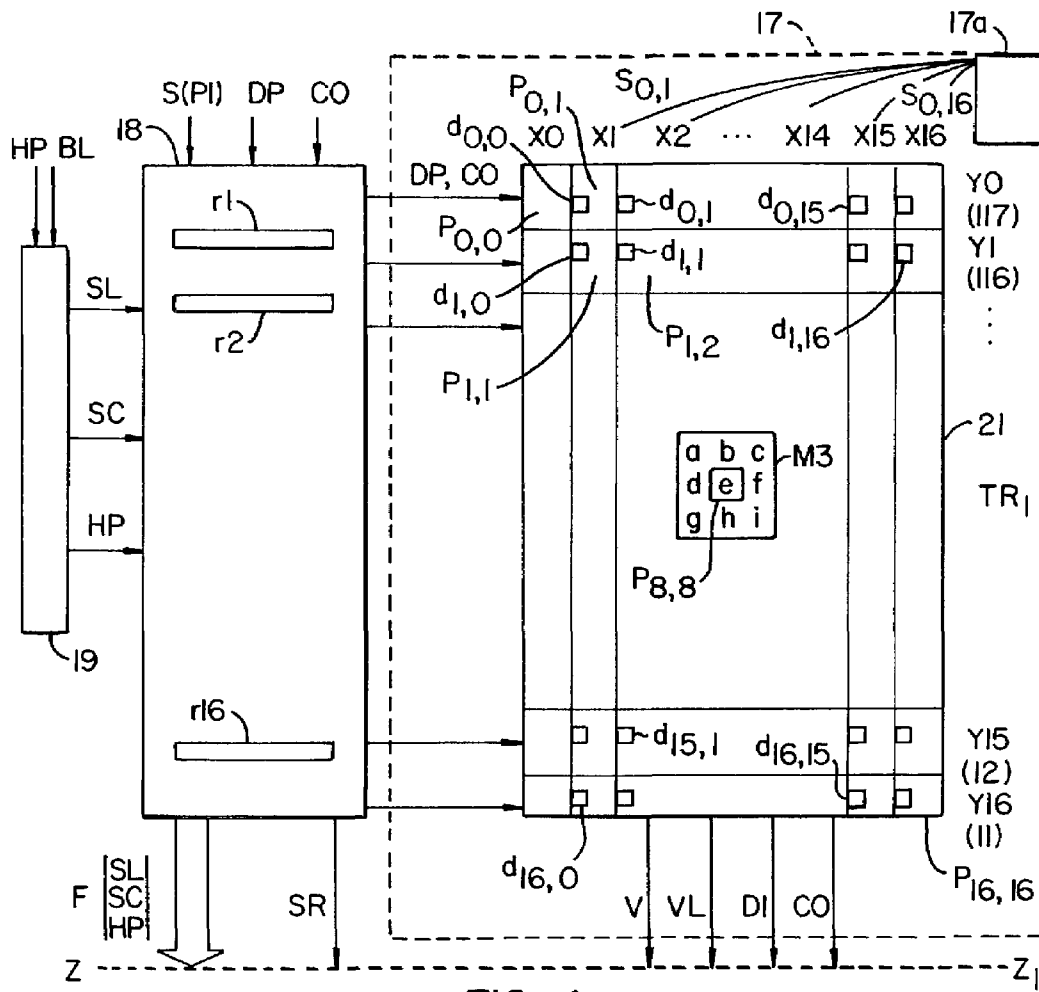 17 17a
S(PI) DP CO
S0,1 S0,16
P0,1
18
X0 X1 X2 ... X14 X15 X16
HP BL
d0,0
DP, CO
r1
P0,0
d0,1 d0,15
Y0
(117)
d1,1
Y1
(116)
SL
d1,0
r2
P1,1 P1,2 d1,16
SC
21
a b c
M3
d e f
g h i
TR1
HP
P8,8
19
r16
d15,1 d16,15
Y15
(12)
Y16
(11)
F
SL
SC
HP
SR
d16,0
V VL DI CO
P16,16
Z Z1